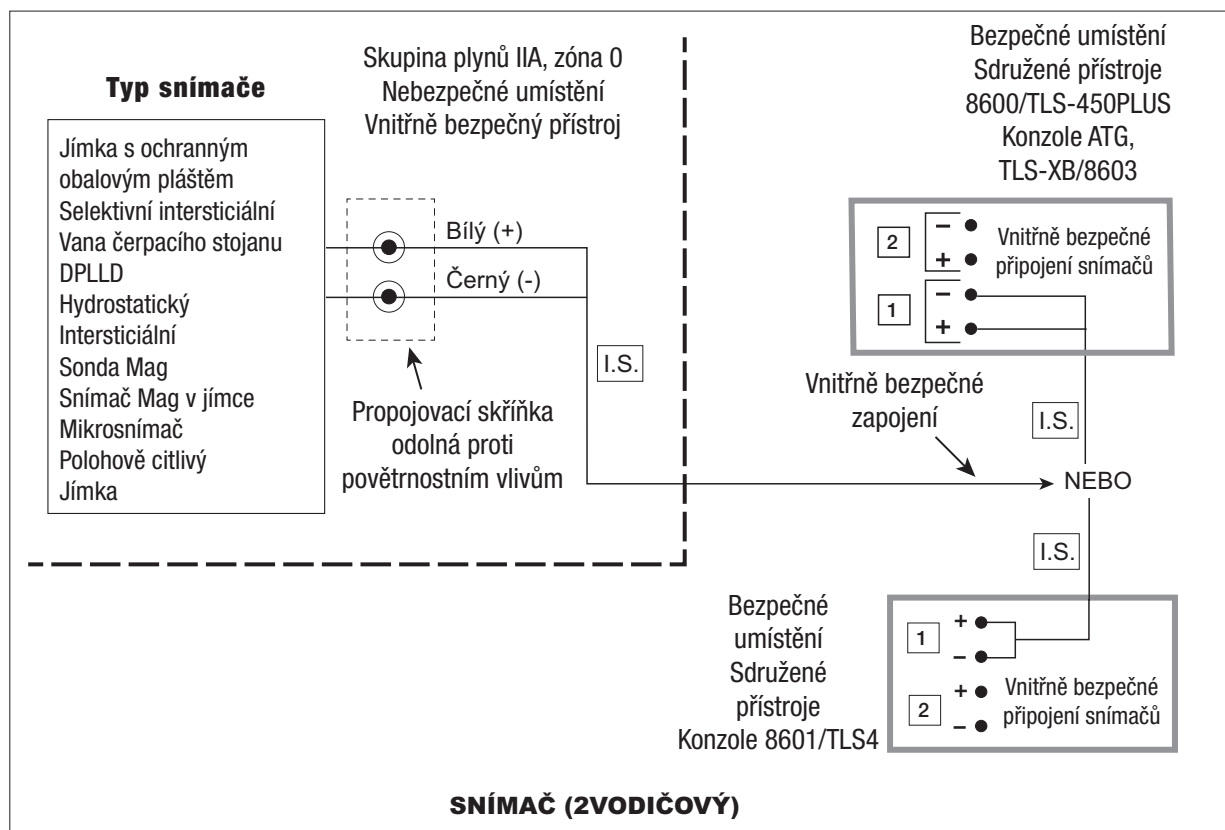 Typ snímače
Jímka s ochranným
obalovým pláštěm
Selektivní intersticiální
Vana čerpacího stojanu
DPLLD
Hydrostatický
Intersticiální
Sonda Mag
Snímač Mag v jímce
Mikrosnímač
Polohově citlivý
Jímka
Skupina plynů IIA, zóna 0
Nebezpečné umístění
Vnitřně bezpečný přístroj
Bílý (+)
Černý (-)
I.S.
Propojovací skříňka
odolná proti
povětrnostním vlivům
Bezpečné umístění
Sdružené přístroje
8600/TLS-450PLUS
Konzole ATG,
TLS-XB/8603
2
–
+
1
–
+
Vnitřně bezpečné
připojení snímačů
Vnitřně bezpečné
zapojení
I.S.
NEBO
I.S.
Bezpečné
umístění
Sdružené
přístroje
Konzole 8601/TLS4
1
+
–
2
+
–
Vnitřně bezpečné
připojení snímačů
SNÍMAČ (2VODIČOVÝ)